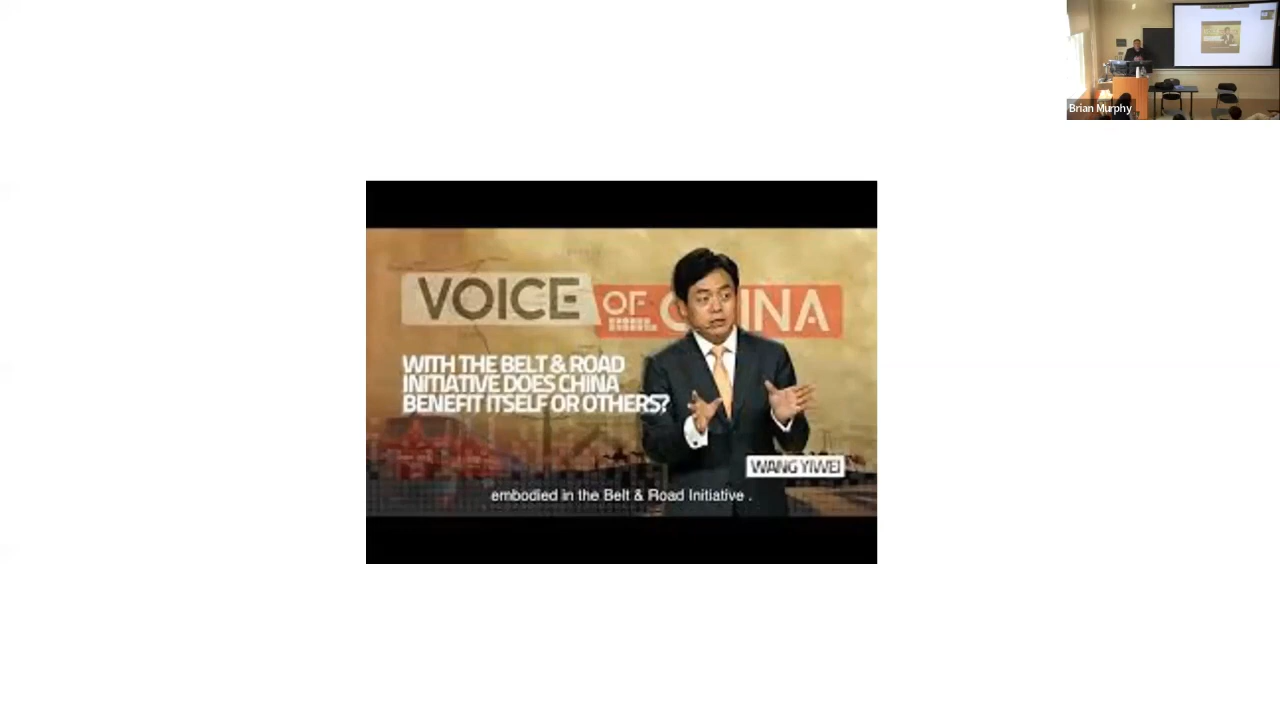 Brian Murphy
VOICE OF CHINA
WITH THE BELT & ROAD
INITIATIVE DOES CHINA
BENEFIT ITSELF OR OTHERS?
WANG YIWEI
embodied in the Belt & Road Initiative .